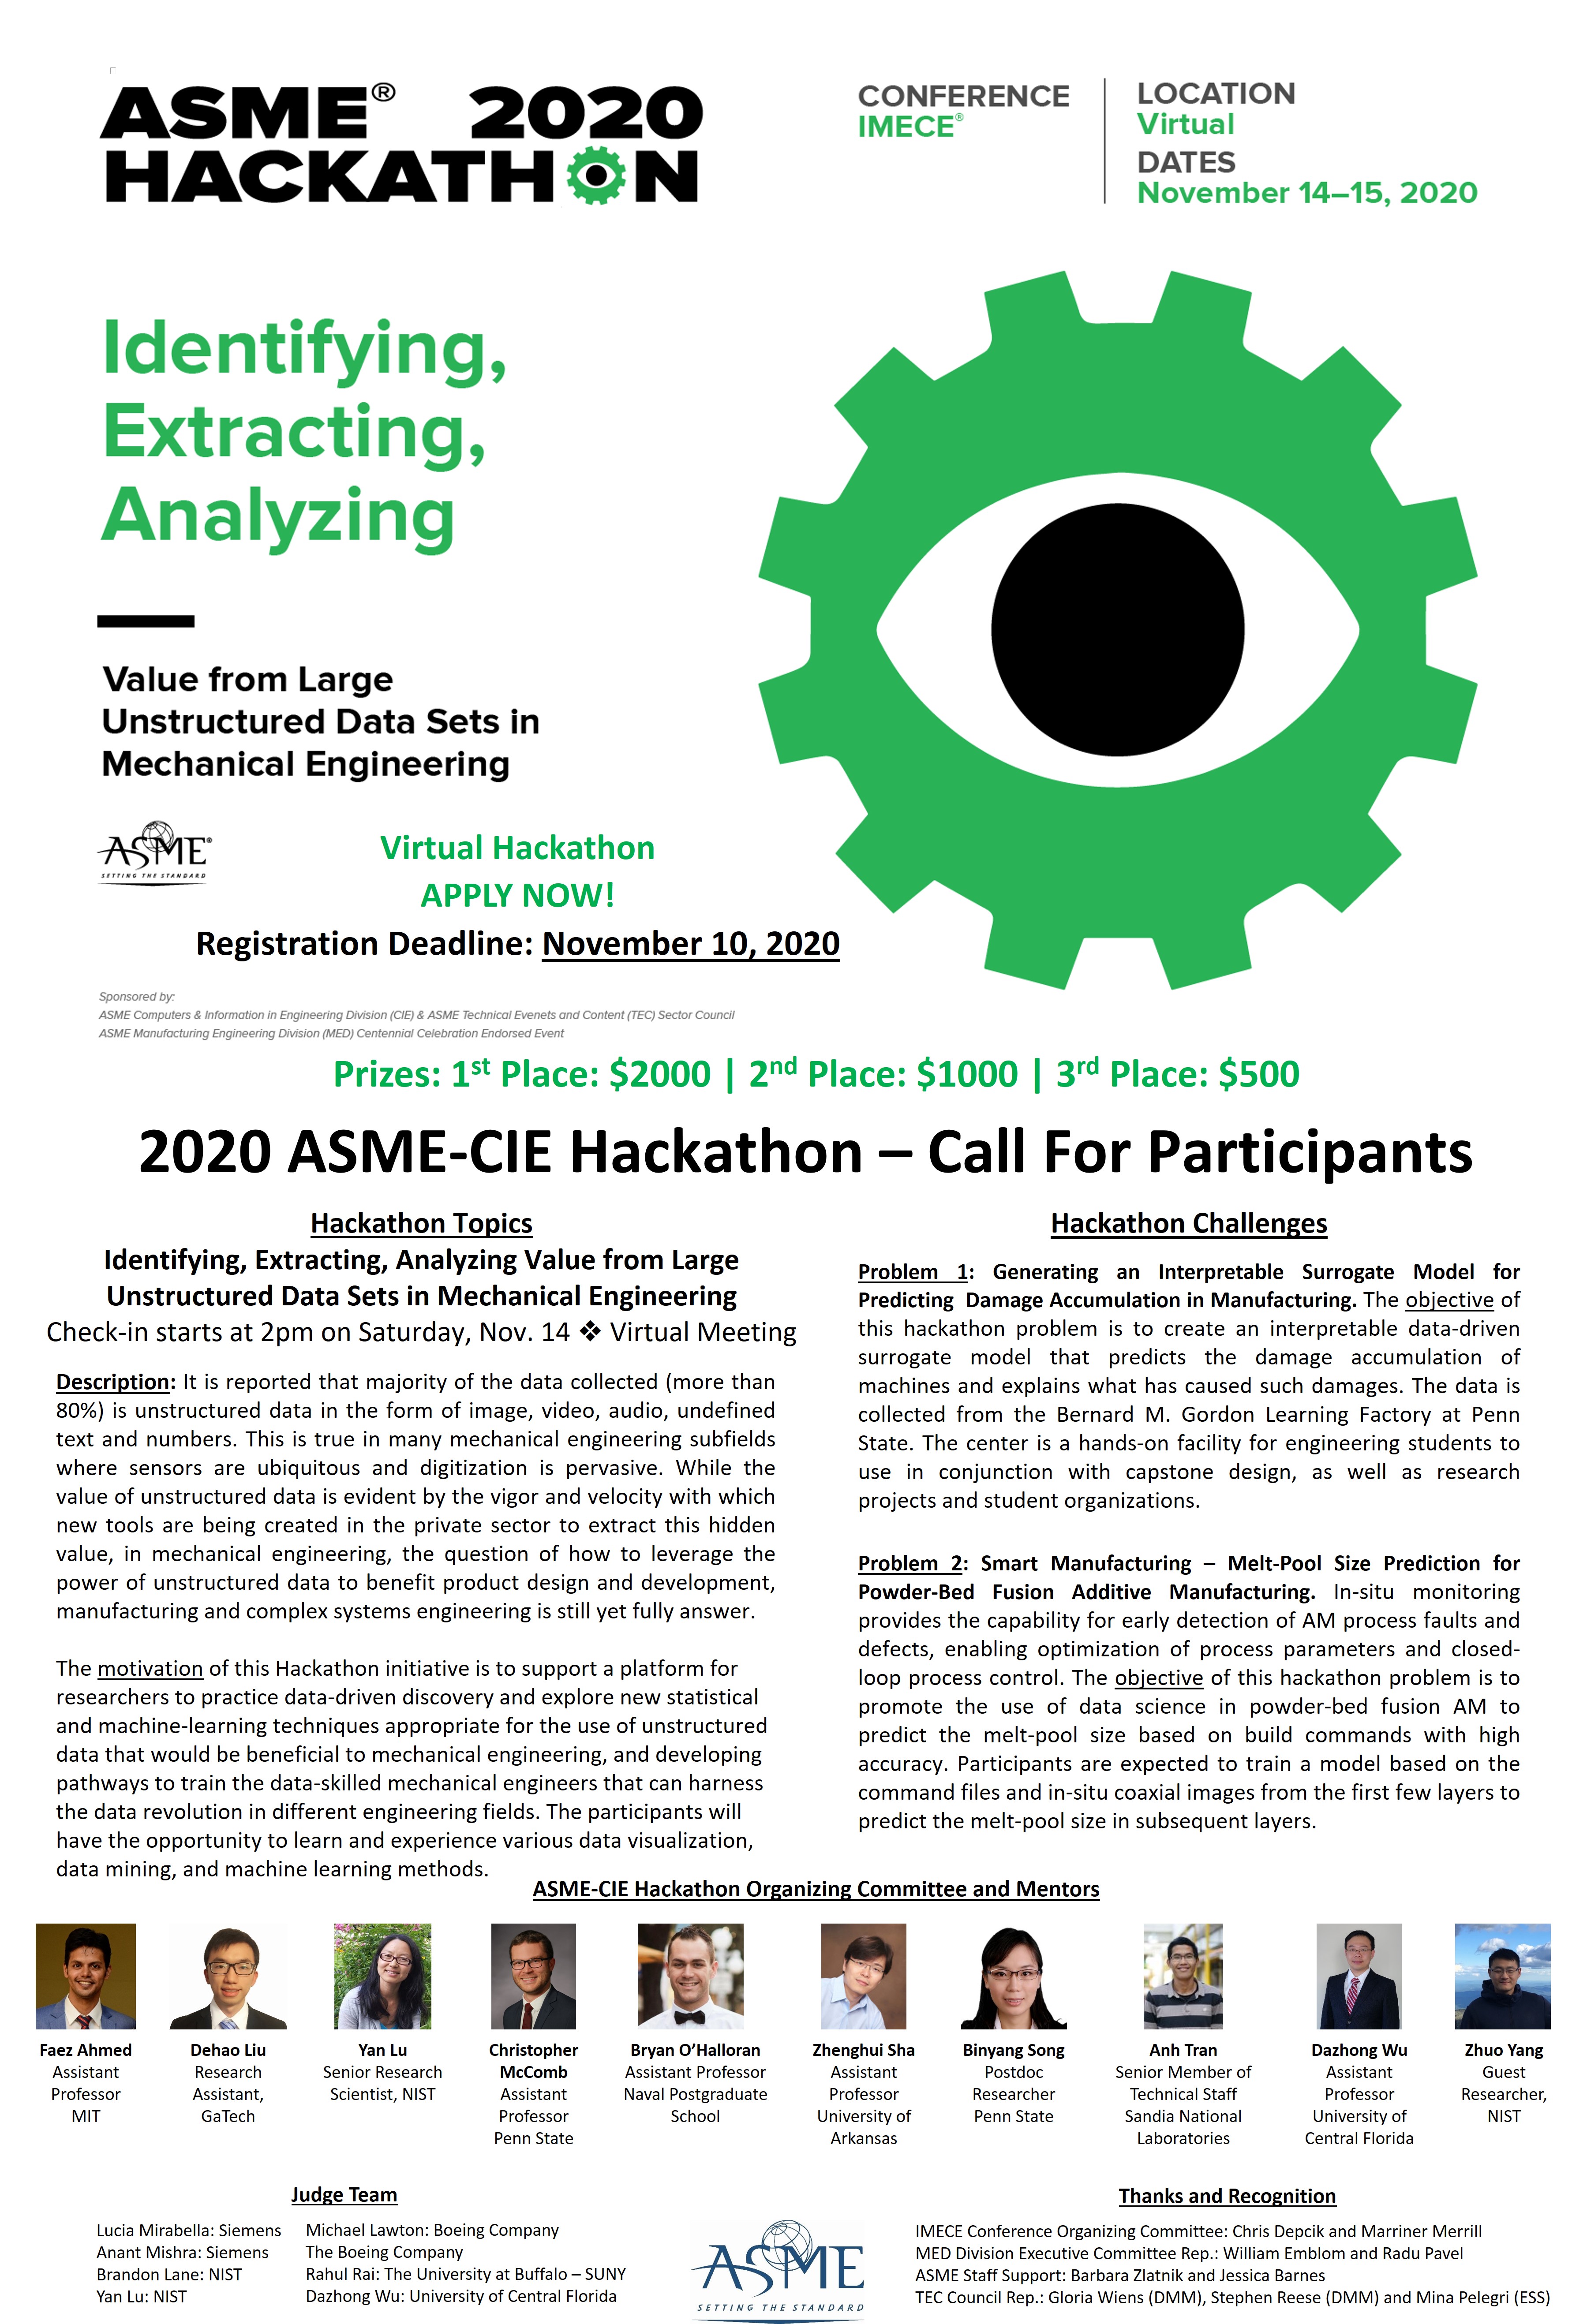 ASME® 2020
HACKATHON
CONFERENCE
IMECE®
LOCATION
Virtual
DATES
November 14–15, 2020
Identifying,
Extracting,
Analyzing
Value from Large
Unstructured Data Sets in
Mechanical Engineering
ASME®
SETTING THE STANDARD
Virtual Hackathon
APPLY NOW!
Registration Deadline: November 10, 2020
Sponsored by:
ASME Computers & Information in Engineering Division (CIE) & ASME Technical Evenets and Content (TEC) Sector Council
ASME Manufacturing Engineering Division (MED) Centennial Celebration Endorsed Event
Prizes: 1st Place: $2000 | 2nd Place: $1000 | 3rd Place: $500
2020 ASME-CIE Hackathon – Call For Participants
Hackathon Topics
Identifying, Extracting, Analyzing Value from Large
Unstructured Data Sets in Mechanical Engineering
Check-in starts at 2pm on Saturday, Nov. 14 ❖ Virtual Meeting
Description: It is reported that majority of the data collected (more than
80%) is unstructured data in the form of image, video, audio, undefined
text and numbers. This is true in many mechanical engineering subfields
where sensors are ubiquitous and digitization is pervasive. While the
value of unstructured data is evident by the vigor and velocity with which
new tools are being created in the private sector to extract this hidden
value, in mechanical engineering, the question of how to leverage the
power of unstructured data to benefit product design and development,
manufacturing and complex systems engineering is still yet fully answer.
The motivation of this Hackathon initiative is to support a platform for
researchers to practice data-driven discovery and explore new statistical
and machine-learning techniques appropriate for the use of unstructured
data that would be beneficial to mechanical engineering, and developing
pathways to train the data-skilled mechanical engineers that can harness
the data revolution in different engineering fields. The participants will
have the opportunity to learn and experience various data visualization,
data mining, and machine learning methods.
Hackathon Challenges
Problem 1: Generating an Interpretable Surrogate Model for
Predicting Damage Accumulation in Manufacturing. The objective of
this hackathon problem is to create an interpretable data-driven
surrogate model that predicts the damage accumulation of
machines and explains what has caused such damages. The data is
collected from the Bernard M. Gordon Learning Factory at Penn
State. The center is a hands-on facility for engineering students to
use in conjunction with capstone design, as well as research
projects and student organizations.
Problem 2: Smart Manufacturing – Melt-Pool Size Prediction for
Powder-Bed Fusion Additive Manufacturing. In-situ monitoring
provides the capability for early detection of AM process faults and
defects, enabling optimization of process parameters and closed-
loop process control. The objective of this hackathon problem is to
promote the use of data science in powder-bed fusion AM to
predict the melt-pool size based on build commands with high
accuracy. Participants are expected to train a model based on the
command files and in-situ coaxial images from the first few layers to
predict the melt-pool size in subsequent layers.
ASME-CIE Hackathon Organizing Committee and Mentors
Faez Ahmed
Assistant
Professor
MIT
Dehao Liu
Research
Assistant,
GaTech
Yan Lu
Senior Research
Scientist, NIST
Christopher
McComb
Assistant
Professor
Penn State
Bryan O’Halloran
Assistant Professor
Naval Postgraduate
School
Zhenghui Sha
Assistant
Professor
University of
Arkansas
Binyang Song
Postdoc
Researcher
Penn State
Anh Tran
Senior Member of
Technical Staff
Sandia National
Laboratories
Dazhong Wu
Assistant
Professor
University of
Central Florida
Zhuo Yang
Guest
Researcher,
NIST
Judge Team
Lucia Mirabella: Siemens
Anant Mishra: Siemens
Brandon Lane: NIST
Yan Lu: NIST
Michael Lawton: Boeing Company
The Boeing Company
Rahul Rai: The University at Buffalo – SUNY
Dazhong Wu: University of Central Florida
ASME
SETTING THE STANDARD
Thanks and Recognition
IMECE Conference Organizing Committee: Chris Depcik and Marriner Merrill
MED Division Executive Committee Rep.: William Emblom and Radu Pavel
ASME Staff Support: Barbara Zlatnik and Jessica Barnes
TEC Council Rep.: Gloria Wiens (DMM), Stephen Reese (DMM) and Mina Pelegri (ESS)